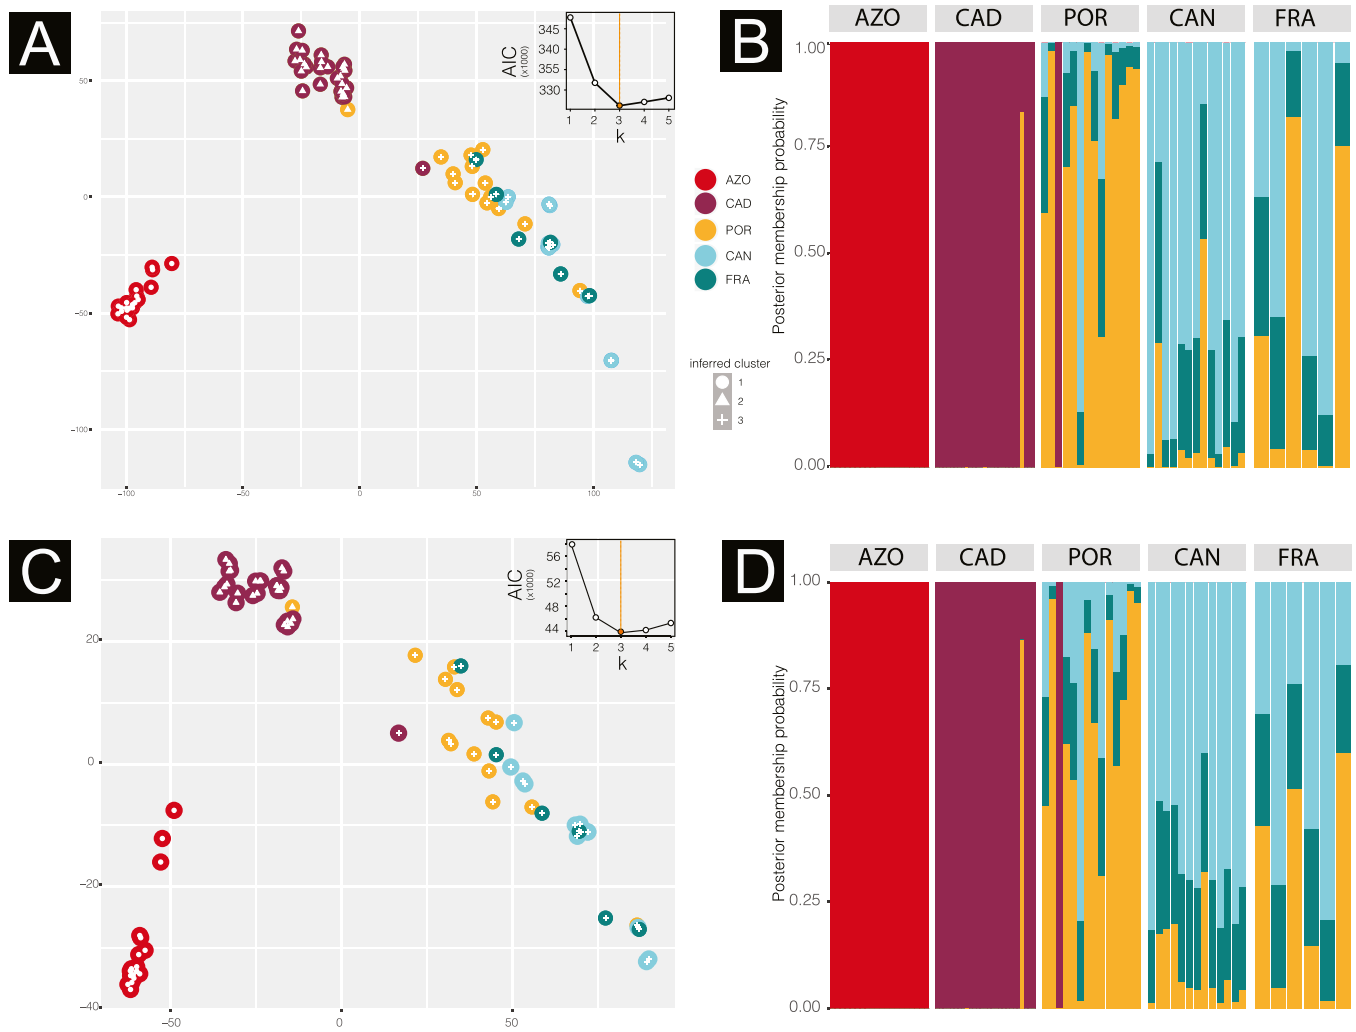 A
50
0
−50
−100
−100
−50
0
50
100
AIC
(x1000)
345
345
355
330
1 2 3 4 5
k
AZO
CAD
POR
CAN
FRA
inferred cluster
1
2
3
B
AZO CAD POR CAN FRA
Posterior membership probability
1.00
0.75
0.50
0.25
0.00
C
20
0
−20
−40
−50
0
50
AIC
(x1000)
56
52
48
44
1 2 3 4 5
k
D
AZO CAD POR CAN FRA
Posterior membership probability
1.00
0.75
0.50
0.25
0.00